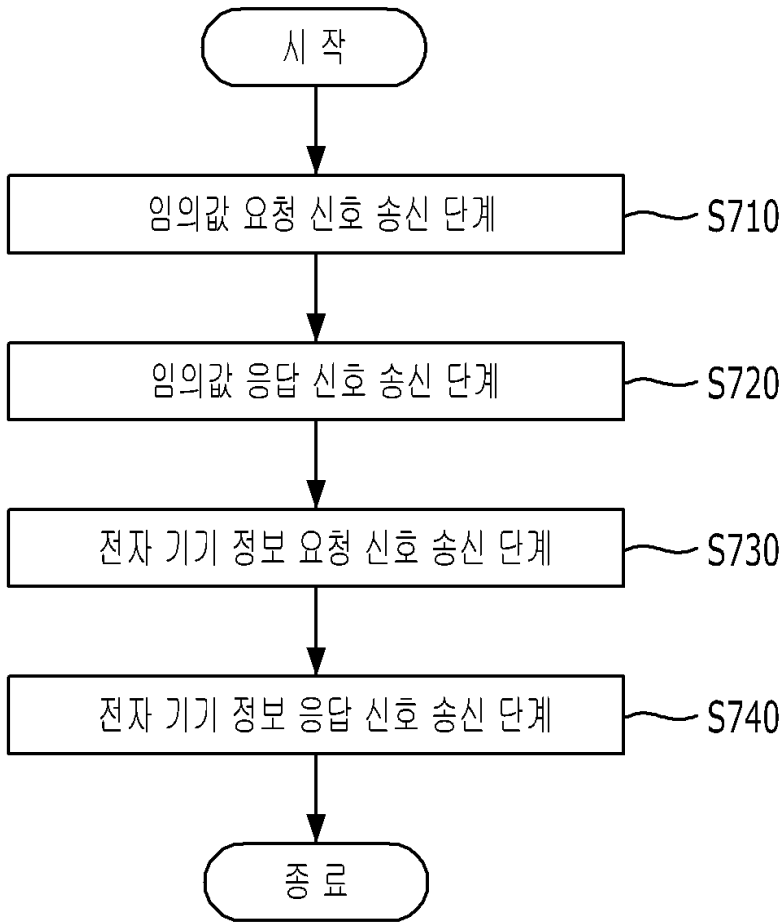 시 작
임의값 요청 신호 송신 단계
S710
임의값 응답 신호 송신 단계
S720
전자 기기 정보 요청 신호 송신 단계
S730
전자 기기 정보 응답 신호 송신 단계
S740
종 료